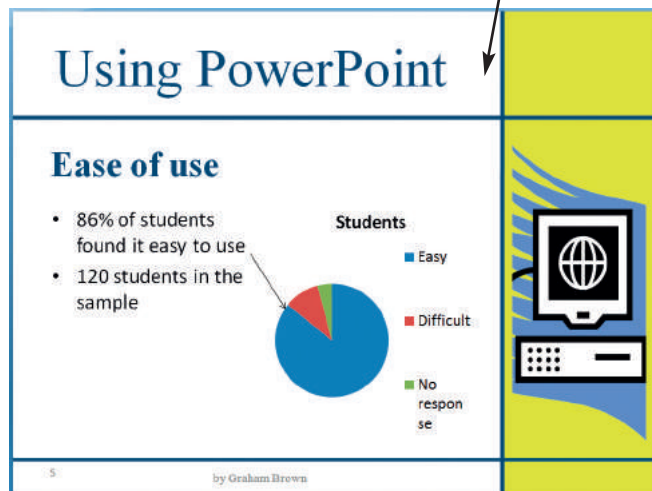 Using PowerPoint
Ease of use
• 86% of students
found it easy to use
• 120 students in the
sample
Students
Easy
Difficult
No
respon
se
5
by Graham Brown